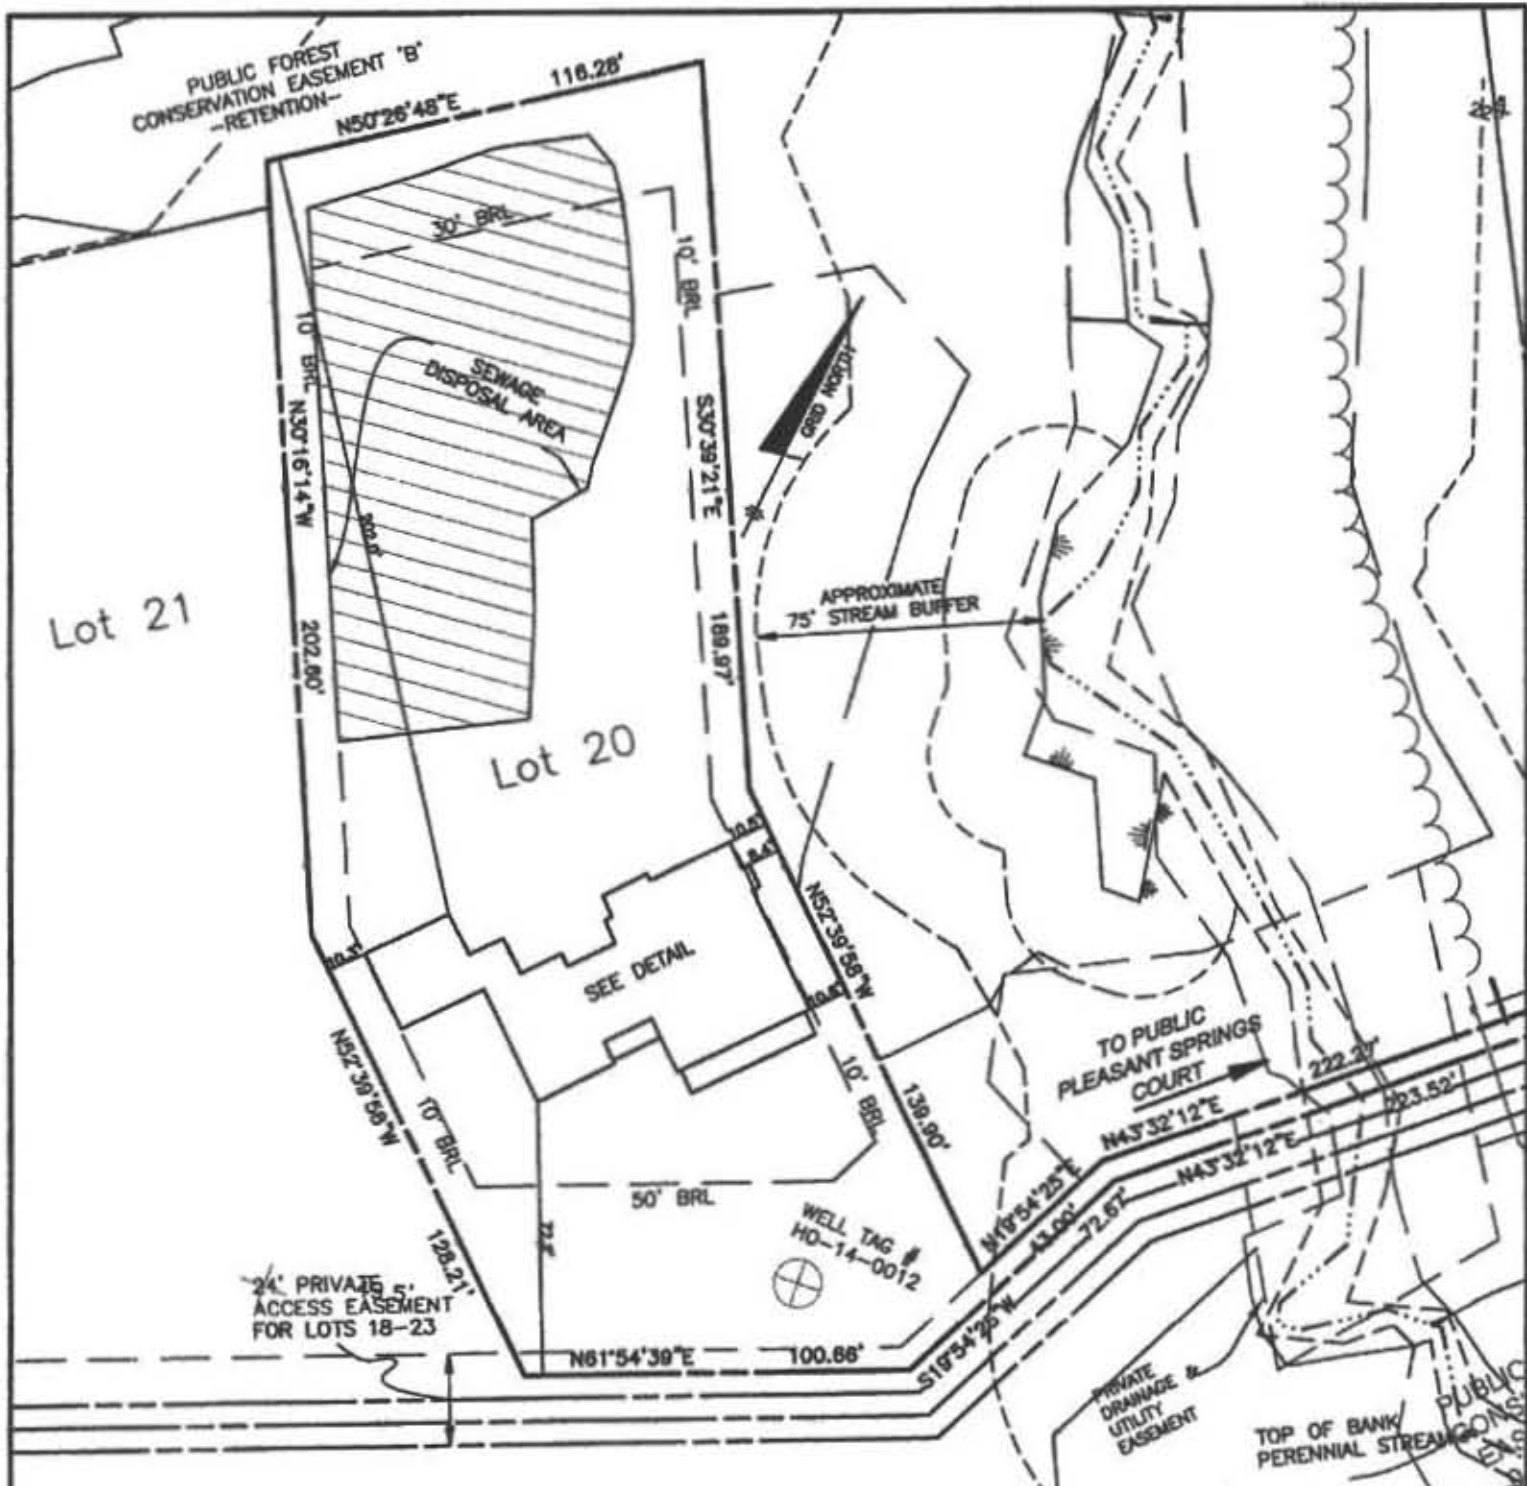 PUBLIC FOREST
CONSERVATION EASEMENT 'B'
-RETENTION-
N50°26'48"E
116.28'
30' BRL
10' BRL
10' BRL
SEWAGE
DISPOSAL AREA
GRID NORTH
N30°16'14"W
202.60'
S30°39'21"E
189.97'
Lot 21
Lot 20
APPROXIMATE
75' STREAM BUFFER
10.3'
SEE DETAIL
N52°39'58"W
139.90'
N52°39'58"W
128.21'
10' BRL
10' BRL
50' BRL
TO PUBLIC
PLEASANT SPRINGS
COURT
222.27'
N43°32'12"E
N43°32'12"E
N19°54'25"E
43.00'
72.67'
S19°54'25"W
WELL TAG #
HO-14-0012
24' PRIVATE
ACCESS EASEMENT
FOR LOTS 18-23
N61°54'39"E
100.66'
PRIVATE
DRAINAGE &
UTILITY
EASEMENT
TOP OF BANK
PERENNIAL STREAM
PUBLIC